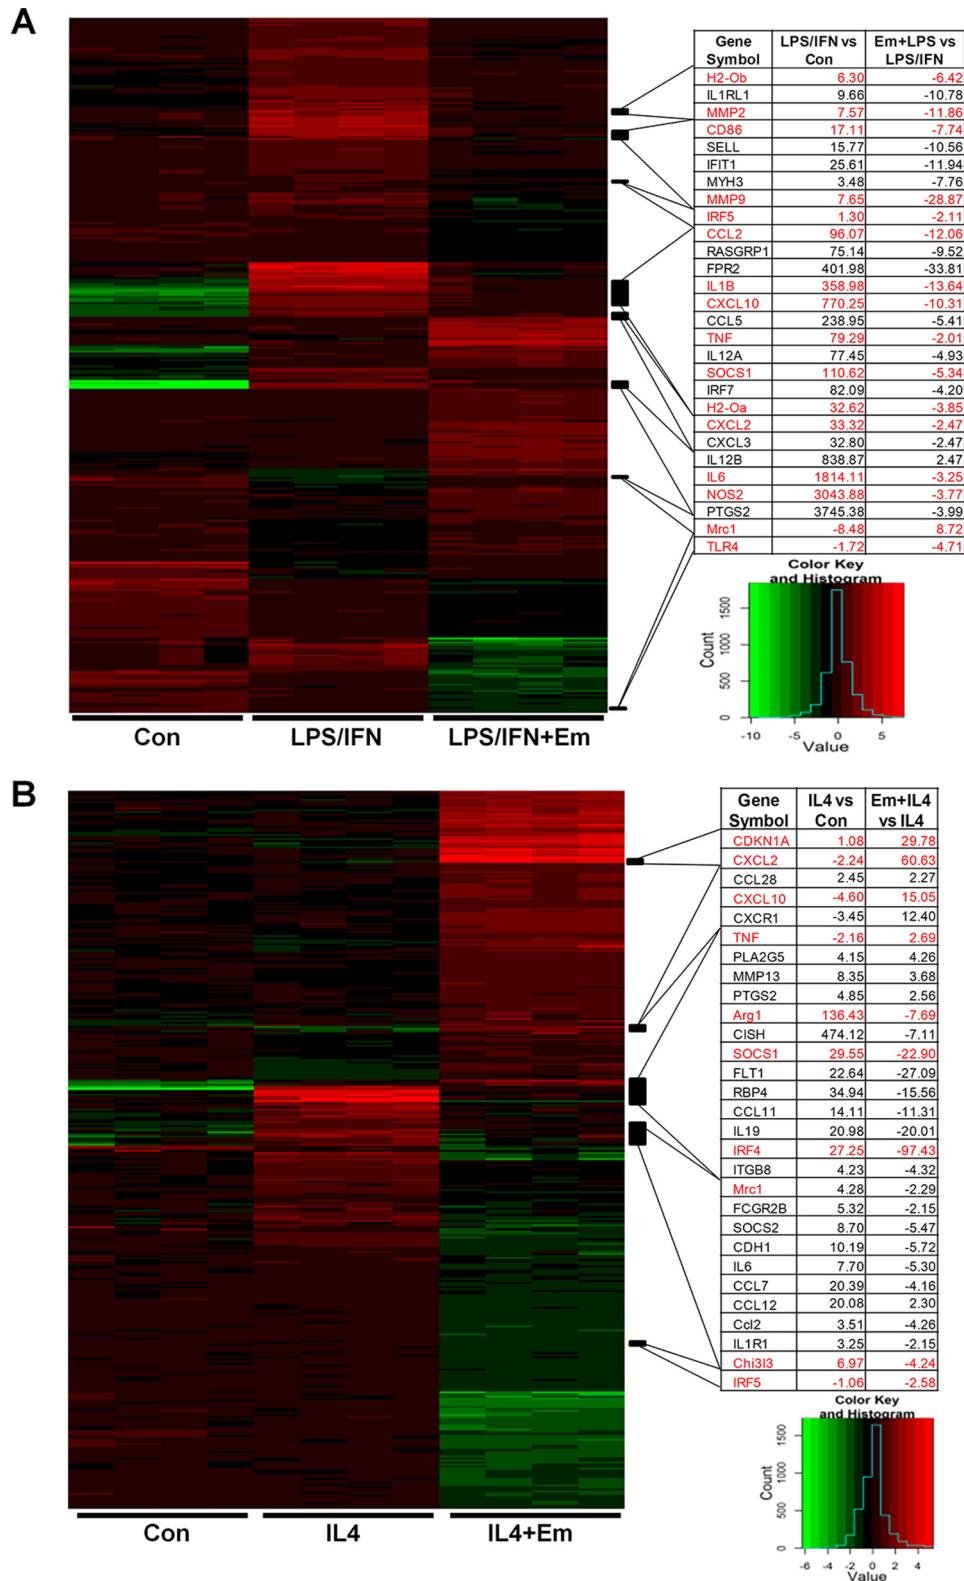 A
Gene Symbol LPS/IFN vs Con Em+LPS vs LPS/IFN
H2-Ob 6.30 -6.42
IL1RL1 9.66 -10.78
MMP2 7.57 -11.86
CD86 17.11 -7.74
SELL 15.77 -10.56
IFIT1 25.61 -11.94
MYH3 3.48 -7.76
MMP9 7.65 -28.87
IRF5 1.30 -2.11
CCL2 96.07 -12.06
RASGRP1 75.14 -9.52
FPR2 401.98 -33.81
IL1B 358.98 -13.64
CXCL10 770.25 -10.31
CCL5 238.95 -5.41
TNF 79.29 -2.01
IL12A 77.45 -4.93
SOCS1 110.62 -5.34
IRF7 82.09 -4.20
H2-Oa 32.62 -3.85
CXCL2 33.32 -2.47
CXCL3 32.80 -2.47
IL12B 838.87 2.47
IL6 1814.11 -3.25
NOS2 3043.88 -3.77
PTGS2 3745.38 -3.99
Mrc1 -8.48 8.72
TLR4 -1.72 -4.71
Color Key
and Histogram
Count
0 500 1000 1500
-10 -5 0 5
Value
Con LPS/IFN LPS/IFN+Em
B
Gene Symbol IL4 vs Con Em+IL4 vs IL4
CDKN1A 1.08 29.78
CXCL2 -2.24 60.63
CCL28 2.45 2.27
CXCL10 -4.60 15.05
CXCR1 -3.45 12.40
TNF -2.16 2.69
PLA2G5 4.15 4.26
MMP13 8.35 3.68
PTGS2 4.85 2.56
Arg1 136.43 -7.69
CISH 474.12 -7.11
SOCS1 29.55 -22.90
FLT1 22.64 -27.09
RBP4 34.94 -15.56
CCL11 14.11 -11.31
IL19 20.98 -20.01
IRF4 27.25 -97.43
ITGB8 4.23 -4.32
Mrc1 4.28 -2.29
FCGR2B 5.32 -2.15
SOCS2 8.70 -5.47
CDH1 10.19 -5.72
IL6 7.70 -5.30
CCL7 20.39 -4.16
CCL12 20.08 2.30
Ccl2 3.51 -4.26
IL1R1 3.25 -2.15
Chi3l3 6.97 -4.24
IRF5 -1.06 -2.58
Color Key
and Histogram
Count
0 500 1000 1500
-6 -4 -2 0 2 4
Value
Con IL4 IL4+Em